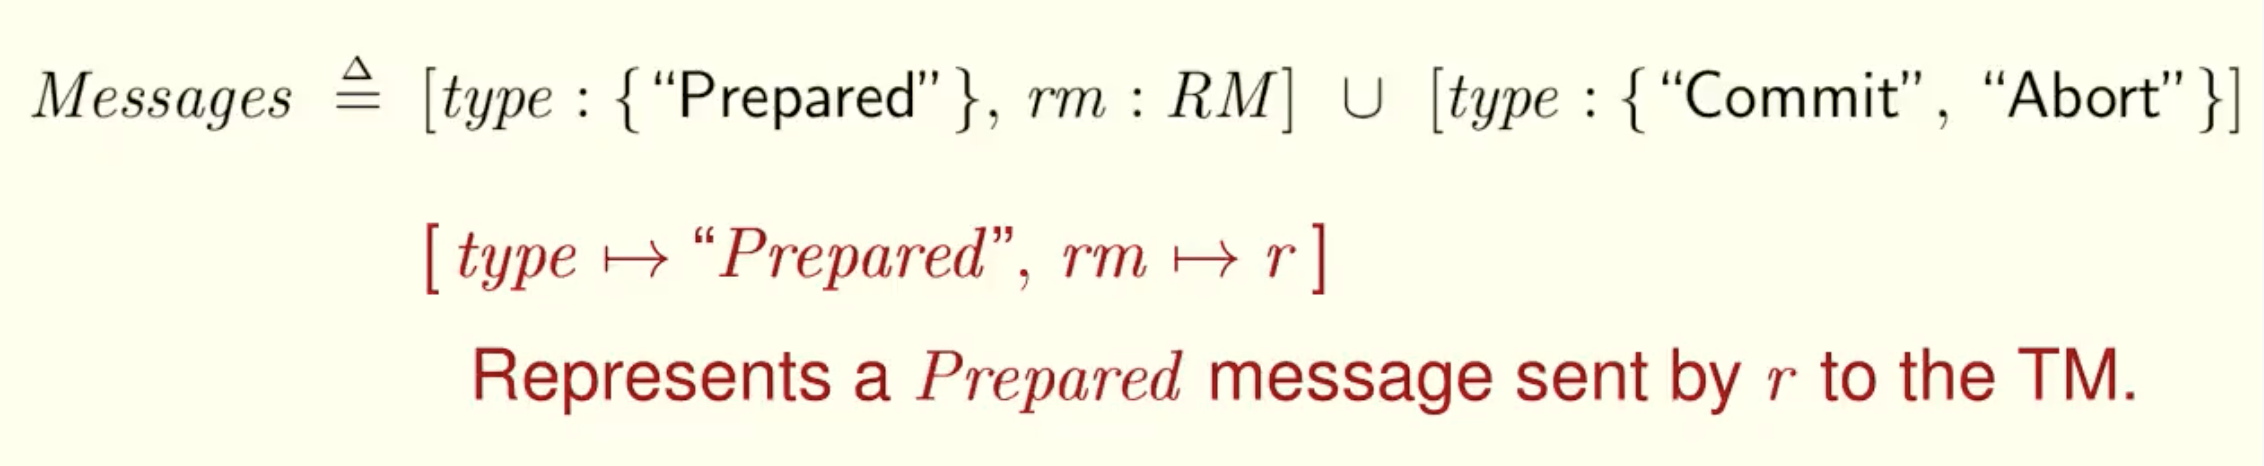 Messages ≜ [type : {“Prepared”}, rm : RM] ∪ [type : {“Commit”, “Abort”}]
[ type ↦ “Prepared”, rm ↦ r ]
Represents a Prepared message sent by r to the TM.